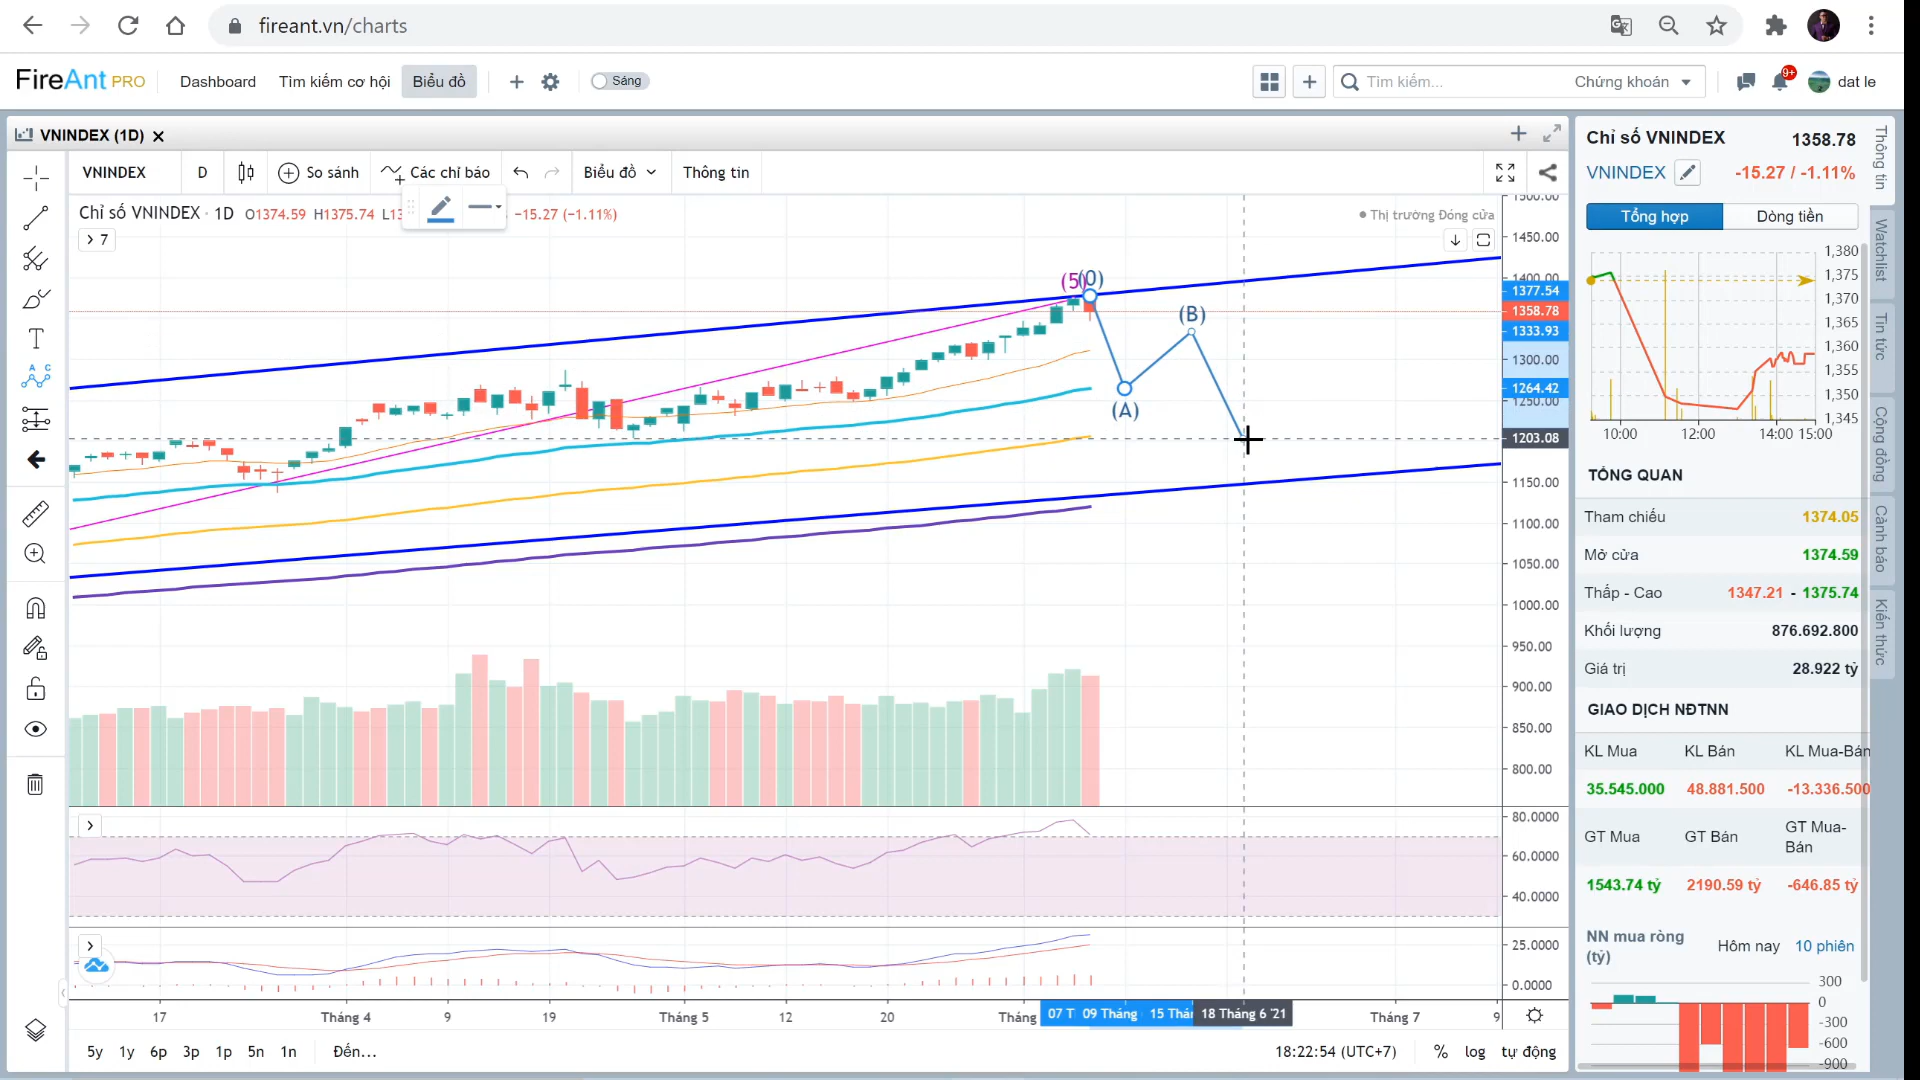 fireant.vn/charts
FireAnt PRO
Dashboard
Tìm kiếm cơ hội
Biểu đồ
Sáng
Tìm kiếm...
Chứng khoán
9+
dat le
VNINDEX (1D)
VNINDEX
D
So sánh
Các chỉ báo
Biểu đồ
Thông tin
Chỉ số VNINDEX · 1D O1374.59 H1375.74 −15.27 (−1.11%)
7
Thị trường Đóng cửa
(0)
(B)
(A)
1500.00
1450.00
1400.00
1377.54
1358.78
1333.93
1300.00
1264.42
1250.00
1203.08
1150.00
1100.00
1050.00
1000.00
950.00
900.00
850.00
800.00
80.0000
60.0000
40.0000
25.0000
0.0000
17
Tháng 4
9
19
Tháng 5
12
20
Tháng
09 Tháng
18 Tháng 6 '21
Tháng 7
9
5y 1y 6p 3p 1p 5n 1n
Đến...
18:22:54 (UTC+7)
% log tự động
Chỉ số VNINDEX 1358.78
VNINDEX -15.27 / -1.11%
Tổng hợp Dòng tiền
1,380
1,375
1,370
1,365
1,360
1,355
1,350
1,345
10:00 12:00 14:00 15:00
TỔNG QUAN
Tham chiếu 1374.05
Mở cửa 1374.59
Thấp - Cao 1347.21 - 1375.74
Khối lượng 876.692.800
Giá trị 28.922 tỷ
GIAO DỊCH NĐTNN
KL Mua KL Bán KL Mua-Bán
35.545.000 48.881.500 -13.336.500
GT Mua GT Bán GT Mua-
Bán
1543.74 tỷ 2190.59 tỷ -646.85 tỷ
NN mua ròng
(tỷ)
Hôm nay 10 phiên
300
0
-300
-600
-900
Thông tin
Watchlist
Tin tức
Cộng đồng
Cảnh báo
Kiến thức
A C